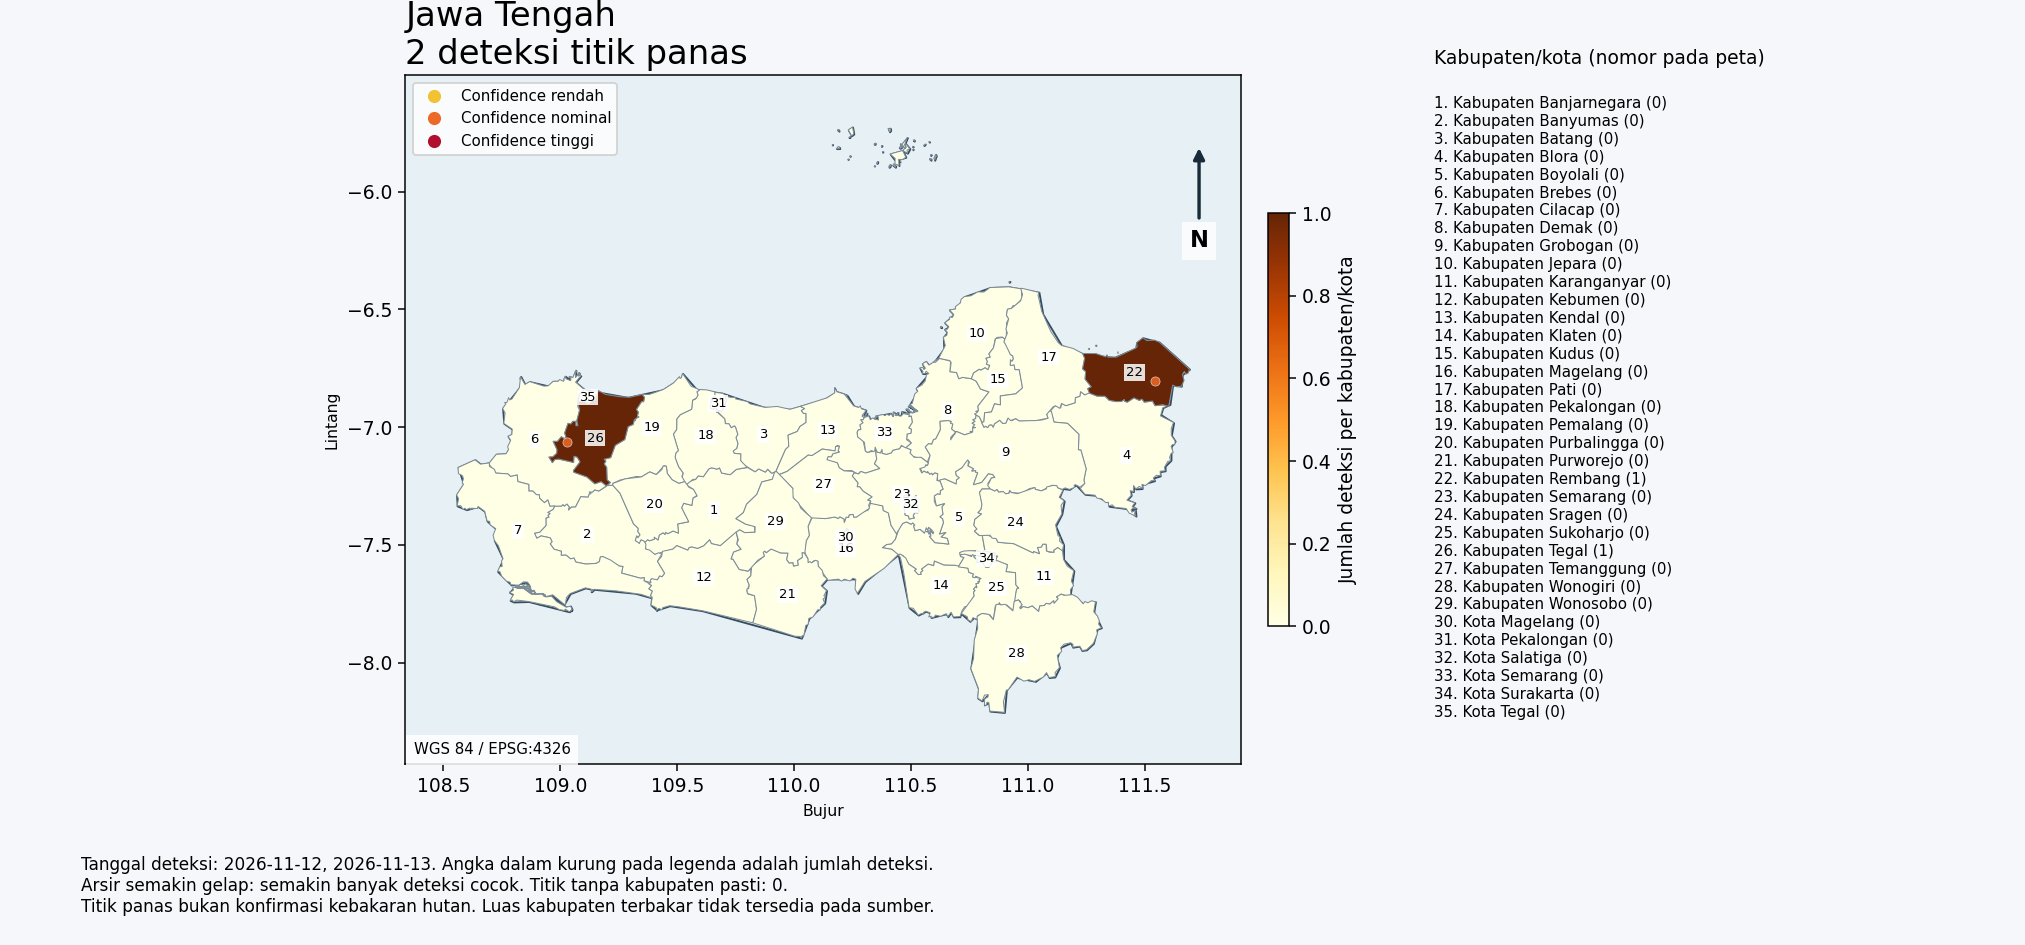 Jawa Tengah
2 deteksi titik panas
Confidence rendah
Confidence nominal
Confidence tinggi
N
−6.0
−6.5
−7.0
−7.5
−8.0
Lintang
10
17
15
22
35
31
8
6
26
19
18
3
13
33
9
4
27
23
32
20
1
29
5
24
7
2
30
16
34
12
21
14
25
11
28
WGS 84 / EPSG:4326
108.5
109.0
109.5
110.0
110.5
111.0
111.5
Bujur
1.0
0.8
0.6
0.4
0.2
0.0
Jumlah deteksi per kabupaten/kota
Kabupaten/kota (nomor pada peta)
1. Kabupaten Banjarnegara (0)
2. Kabupaten Banyumas (0)
3. Kabupaten Batang (0)
4. Kabupaten Blora (0)
5. Kabupaten Boyolali (0)
6. Kabupaten Brebes (0)
7. Kabupaten Cilacap (0)
8. Kabupaten Demak (0)
9. Kabupaten Grobogan (0)
10. Kabupaten Jepara (0)
11. Kabupaten Karanganyar (0)
12. Kabupaten Kebumen (0)
13. Kabupaten Kendal (0)
14. Kabupaten Klaten (0)
15. Kabupaten Kudus (0)
16. Kabupaten Magelang (0)
17. Kabupaten Pati (0)
18. Kabupaten Pekalongan (0)
19. Kabupaten Pemalang (0)
20. Kabupaten Purbalingga (0)
21. Kabupaten Purworejo (0)
22. Kabupaten Rembang (1)
23. Kabupaten Semarang (0)
24. Kabupaten Sragen (0)
25. Kabupaten Sukoharjo (0)
26. Kabupaten Tegal (1)
27. Kabupaten Temanggung (0)
28. Kabupaten Wonogiri (0)
29. Kabupaten Wonosobo (0)
30. Kota Magelang (0)
31. Kota Pekalongan (0)
32. Kota Salatiga (0)
33. Kota Semarang (0)
34. Kota Surakarta (0)
35. Kota Tegal (0)
Tanggal deteksi: 2026-11-12, 2026-11-13. Angka dalam kurung pada legenda adalah jumlah deteksi.
Arsir semakin gelap: semakin banyak deteksi cocok. Titik tanpa kabupaten pasti: 0.
Titik panas bukan konfirmasi kebakaran hutan. Luas kabupaten terbakar tidak tersedia pada sumber.